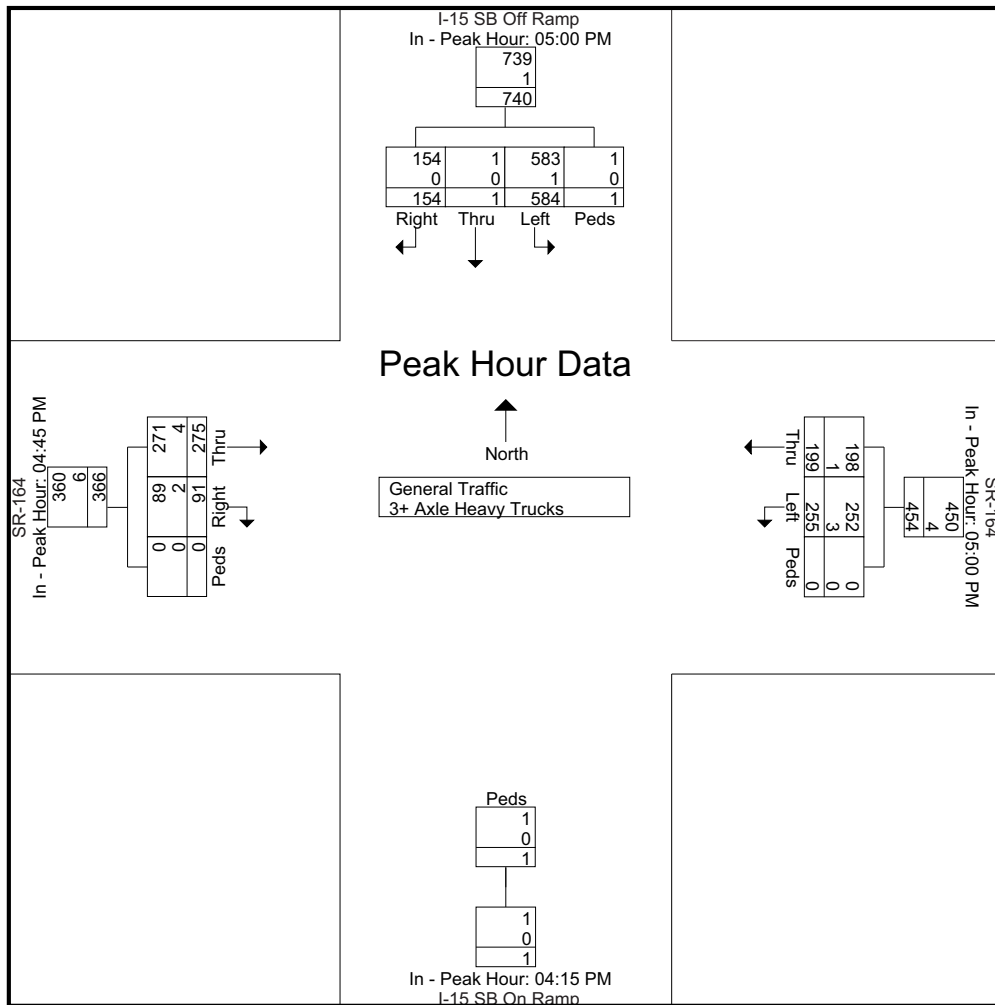 I-15 SB Off Ramp
In - Peak Hour: 05:00 PM
739
1
740
154 1 583 1
0 0 1 0
154 1 584 1
Right Thru Left Peds
Peak Hour Data
North
General Traffic
3+ Axle Heavy Trucks
SR-164
In - Peak Hour: 04:45 PM
360
6
366
271 89 0
4 2 0
275 91 0
Thru Right Peds
SR-164
In - Peak Hour: 05:00 PM
450
4
454
198 252 0
1 3 0
199 255 0
Thru Left Peds
Peds
1
0
1
1
0
1
In - Peak Hour: 04:15 PM
I-15 SB On Ramp